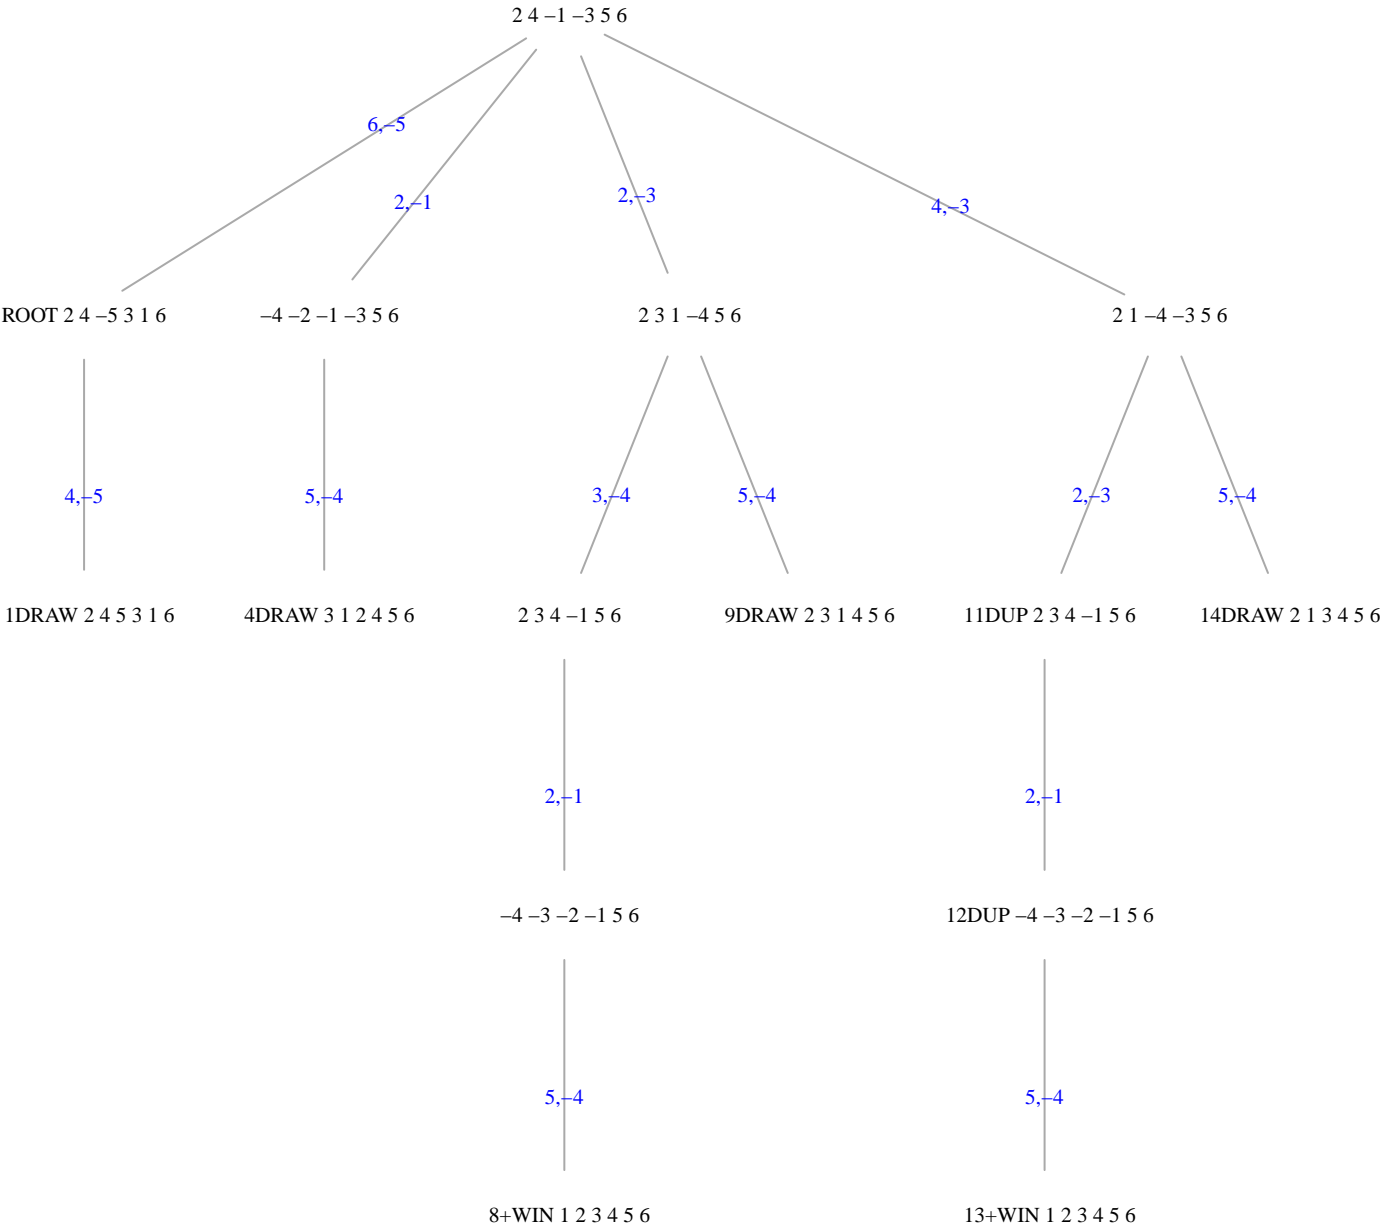 2 4 –1 –3 5 6
6,–5
2,–1
2,–3
4,–3
ROOT 2 4 –5 3 1 6
–4 –2 –1 –3 5 6
2 3 1 –4 5 6
2 1 –4 –3 5 6
4,–5
5,–4
3,–4
5,–4
2,–3
5,–4
1DRAW 2 4 5 3 1 6
4DRAW 3 1 2 4 5 6
2 3 4 –1 5 6
9DRAW 2 3 1 4 5 6
11DUP 2 3 4 –1 5 6
14DRAW 2 1 3 4 5 6
2,–1
2,–1
–4 –3 –2 –1 5 6
12DUP –4 –3 –2 –1 5 6
5,–4
5,–4
8+WIN 1 2 3 4 5 6
13+WIN 1 2 3 4 5 6